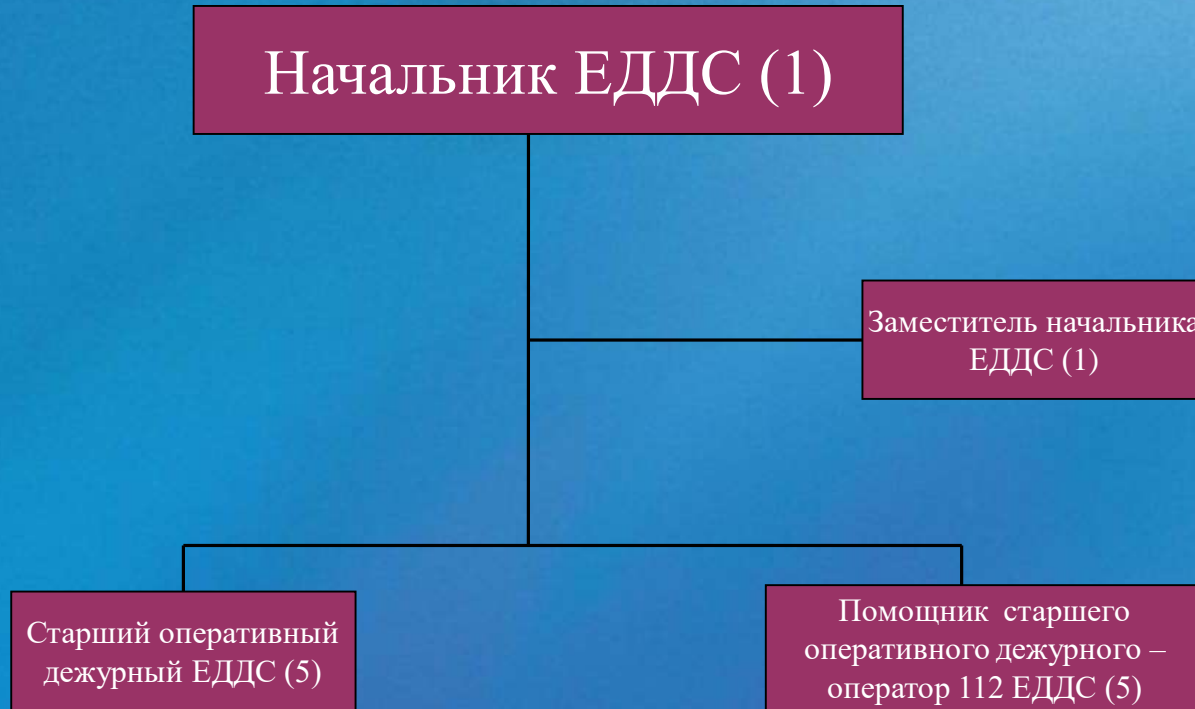 Начальник ЕДДС (1)
Заместитель начальника
ЕДДС (1)
Старший оперативный
дежурный ЕДДС (5)
Помощник старшего
оперативного дежурного –
оператор 112 ЕДДС (5)